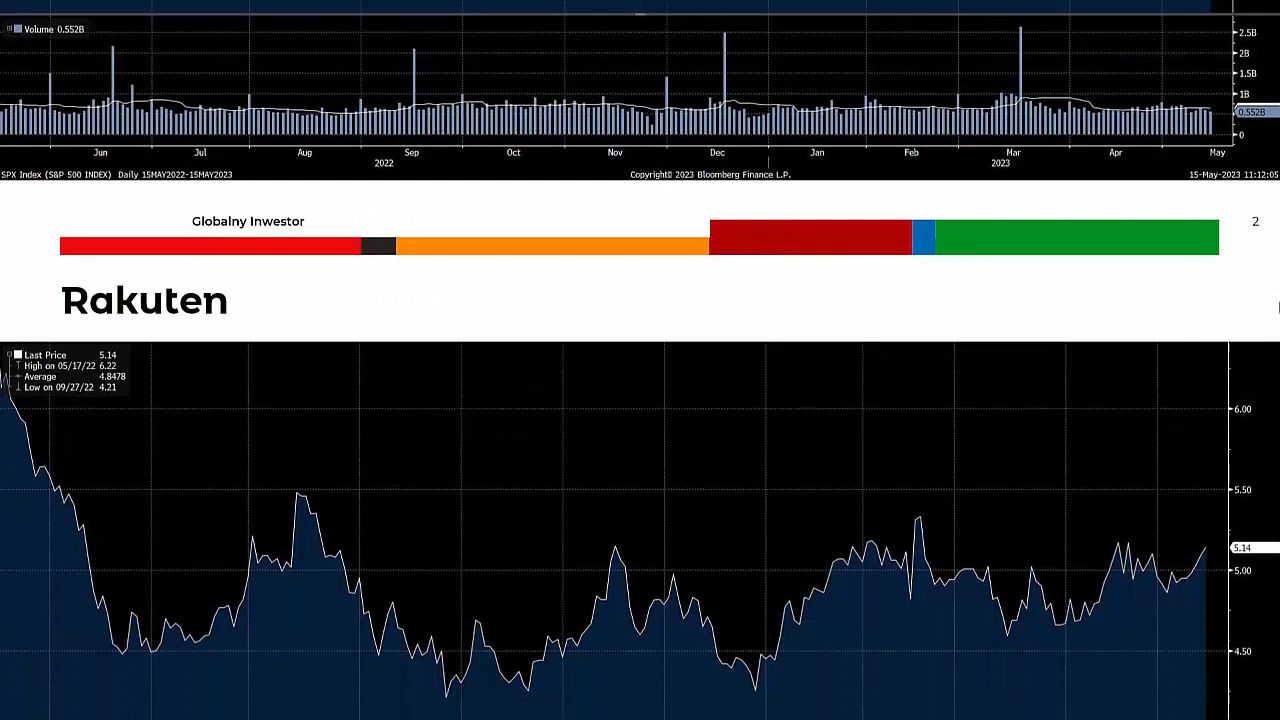 Volume 0.552B
2.5B
2B
1.5B
1B
0.552B
0
Jun Jul Aug Sep Oct Nov Dec Jan Feb Mar Apr May
2022 2023
SPX Index (S&P 500 INDEX) Daily 15MAY2022-15MAY2023 Copyright© 2023 Bloomberg Finance L.P. 15-May-2023 11:12:05
Globalny Inwestor 2
Rakuten
Last Price 5.14
High on 05/17/22 6.22
Average 4.8478
Low on 09/27/22 4.21
6.00
5.50
5.14
5.00
4.50